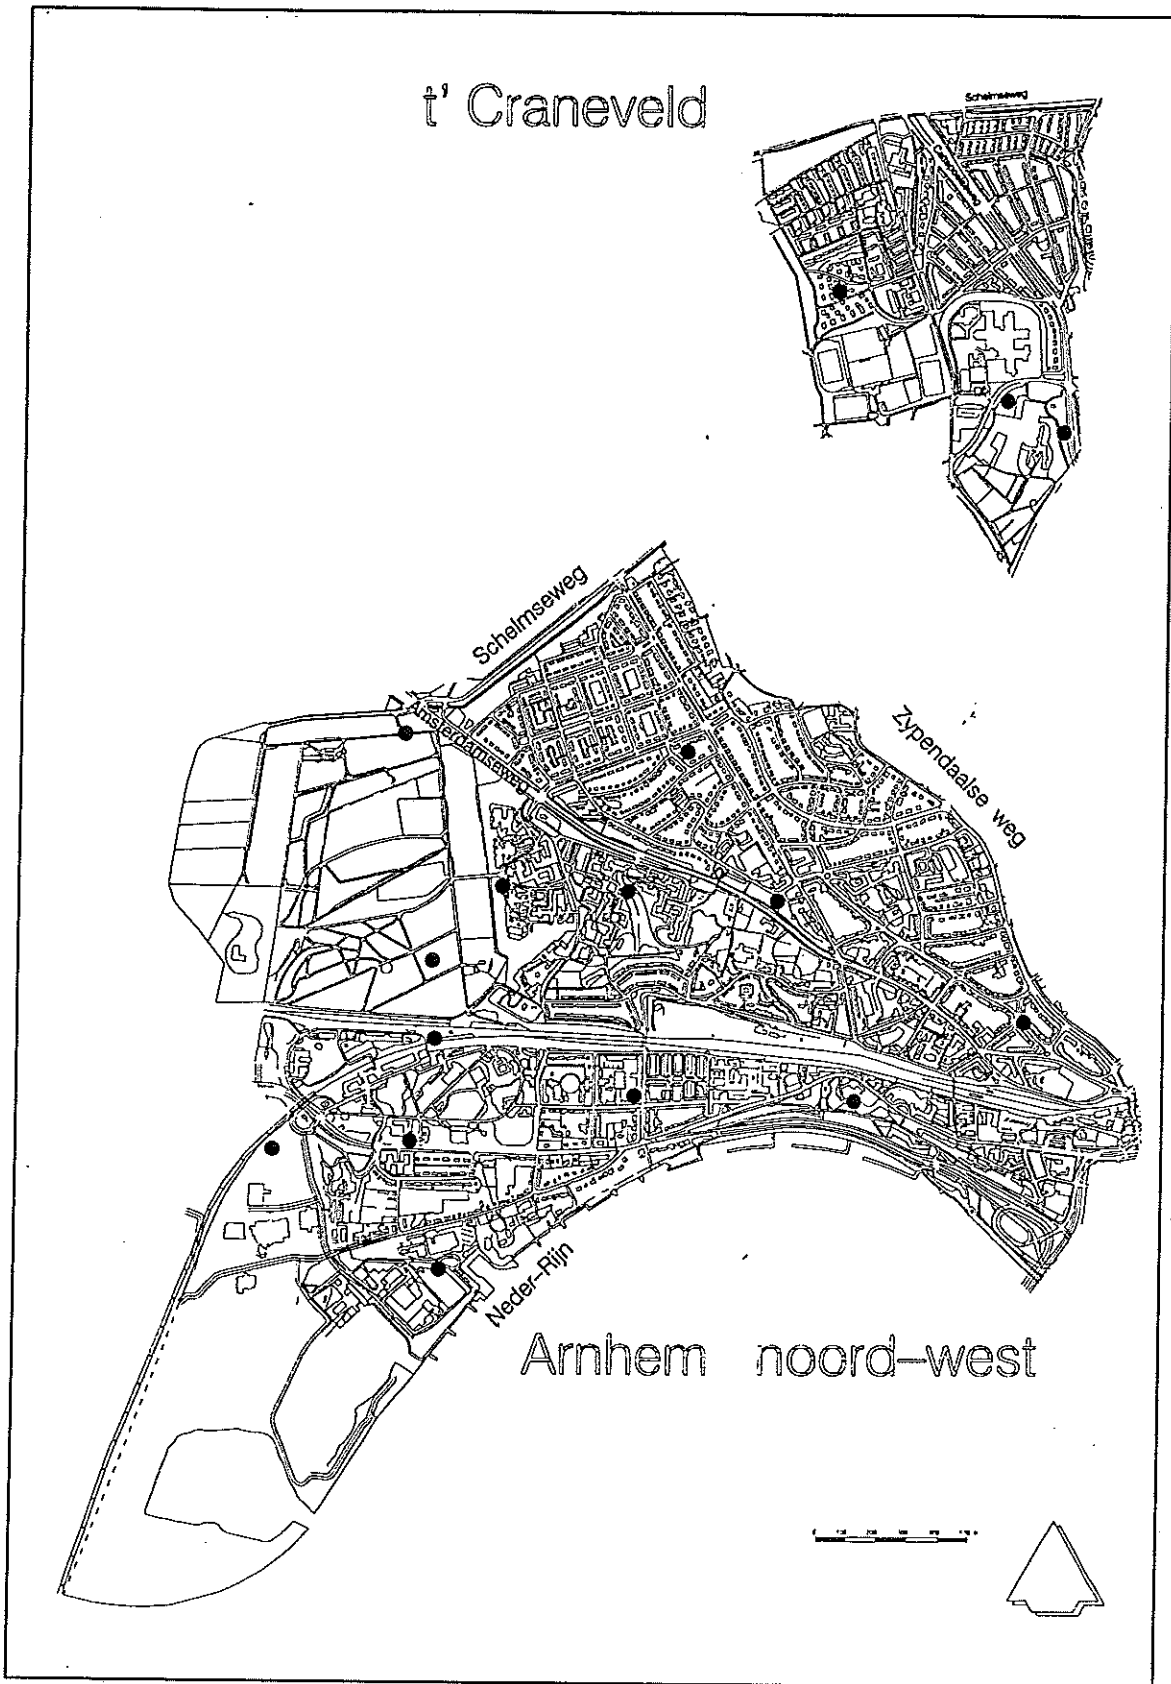 t' Craneveld
Schelmseweg
Schelmseweg
Amsterdamseweg
Zypendaalse weg
Neder-Rijn
Arnhem noord-west